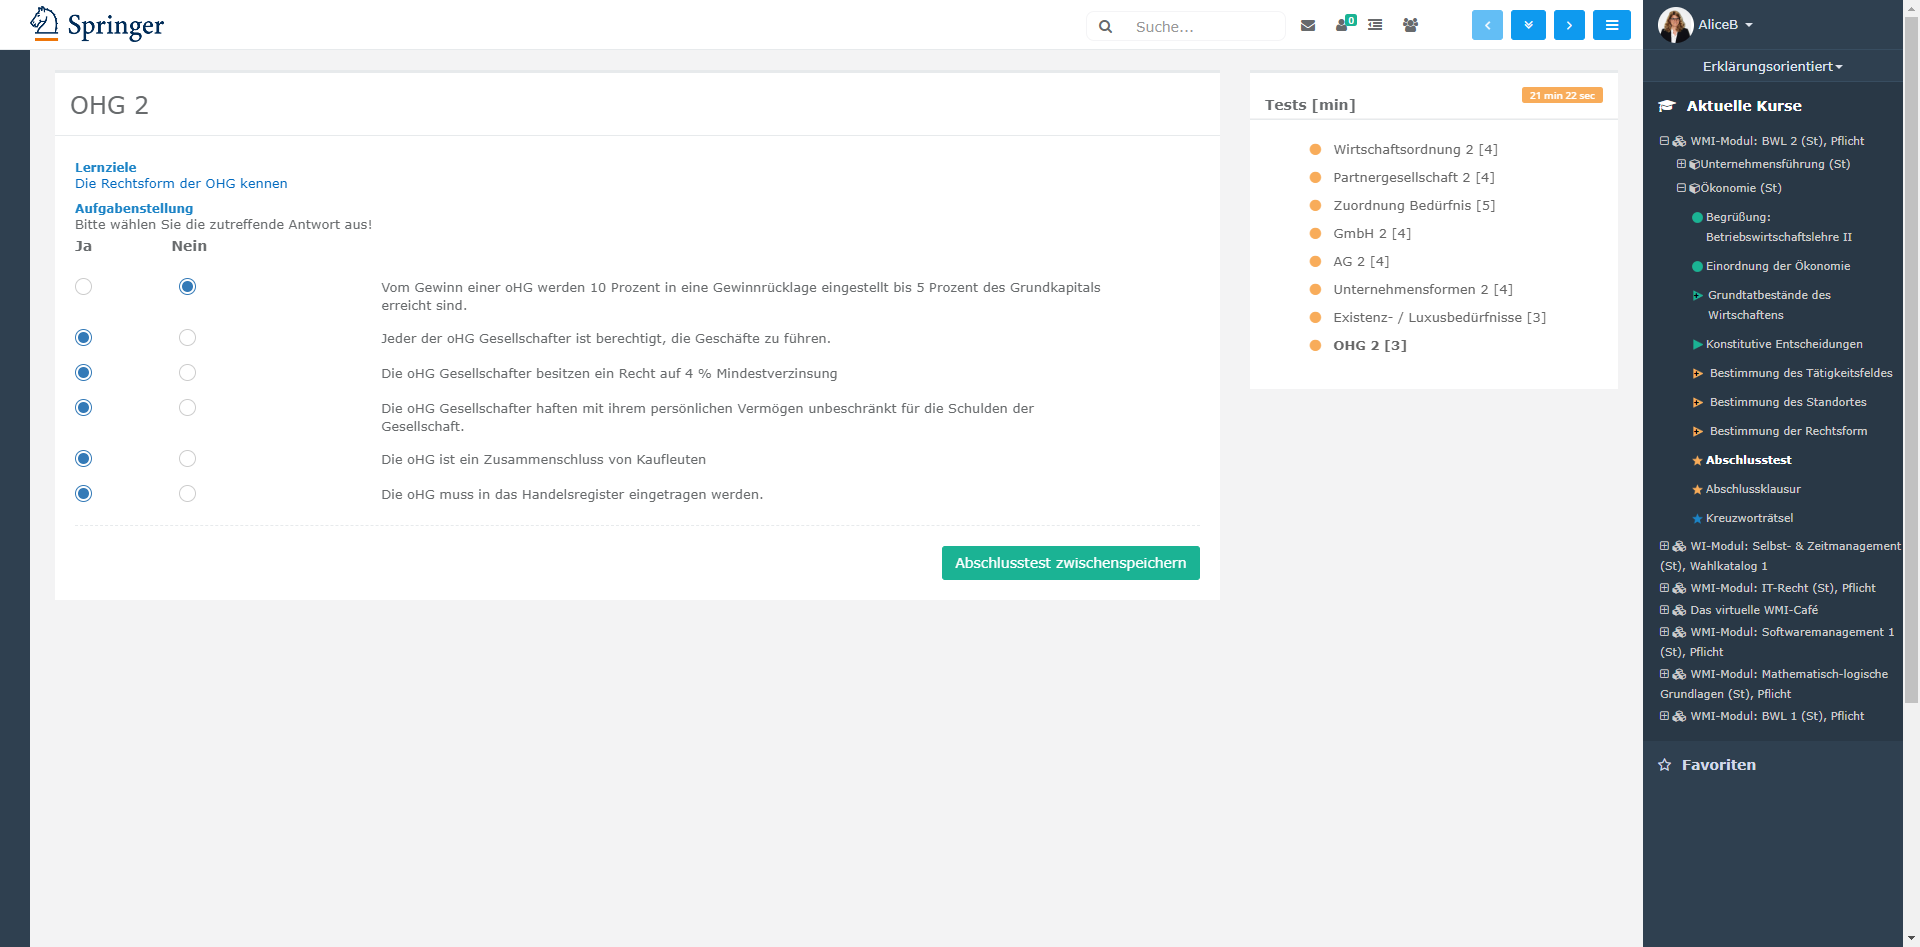 Springer
Suche...
0
AliceB
Erklärungsorientiert
OHG 2
Lernziele
Die Rechtsform der OHG kennen
Aufgabenstellung
Bitte wählen Sie die zutreffende Antwort aus!
Ja Nein
Vom Gewinn einer oHG werden 10 Prozent in eine Gewinnrücklage eingestellt bis 5 Prozent des Grundkapitals
erreicht sind.
Jeder der oHG Gesellschafter ist berechtigt, die Geschäfte zu führen.
Die oHG Gesellschafter besitzen ein Recht auf 4 % Mindestverzinsung
Die oHG Gesellschafter haften mit ihrem persönlichen Vermögen unbeschränkt für die Schulden der
Gesellschaft.
Die oHG ist ein Zusammenschluss von Kaufleuten
Die oHG muss in das Handelsregister eingetragen werden.
Abschlusstest zwischenspeichern
Tests [min]
21 min 22 sec
Wirtschaftsordnung 2 [4]
Partnergesellschaft 2 [4]
Zuordnung Bedürfnis [5]
GmbH 2 [4]
AG 2 [4]
Unternehmensformen 2 [4]
Existenz- / Luxusbedürfnisse [3]
OHG 2 [3]
Aktuelle Kurse
WMI-Modul: BWL 2 (St), Pflicht
Unternehmensführung (St)
Ökonomie (St)
Begrüßung:
Betriebswirtschaftslehre II
Einordnung der Ökonomie
Grundtatbestände des
Wirtschaftens
Konstitutive Entscheidungen
Bestimmung des Tätigkeitsfeldes
Bestimmung des Standortes
Bestimmung der Rechtsform
Abschlusstest
Abschlussklausur
Kreuzworträtsel
WI-Modul: Selbst- & Zeitmanagement
(St), Wahlkatalog 1
WMI-Modul: IT-Recht (St), Pflicht
Das virtuelle WMI-Café
WMI-Modul: Softwaremanagement 1
(St), Pflicht
WMI-Modul: Mathematisch-logische
Grundlagen (St), Pflicht
WMI-Modul: BWL 1 (St), Pflicht
Favoriten